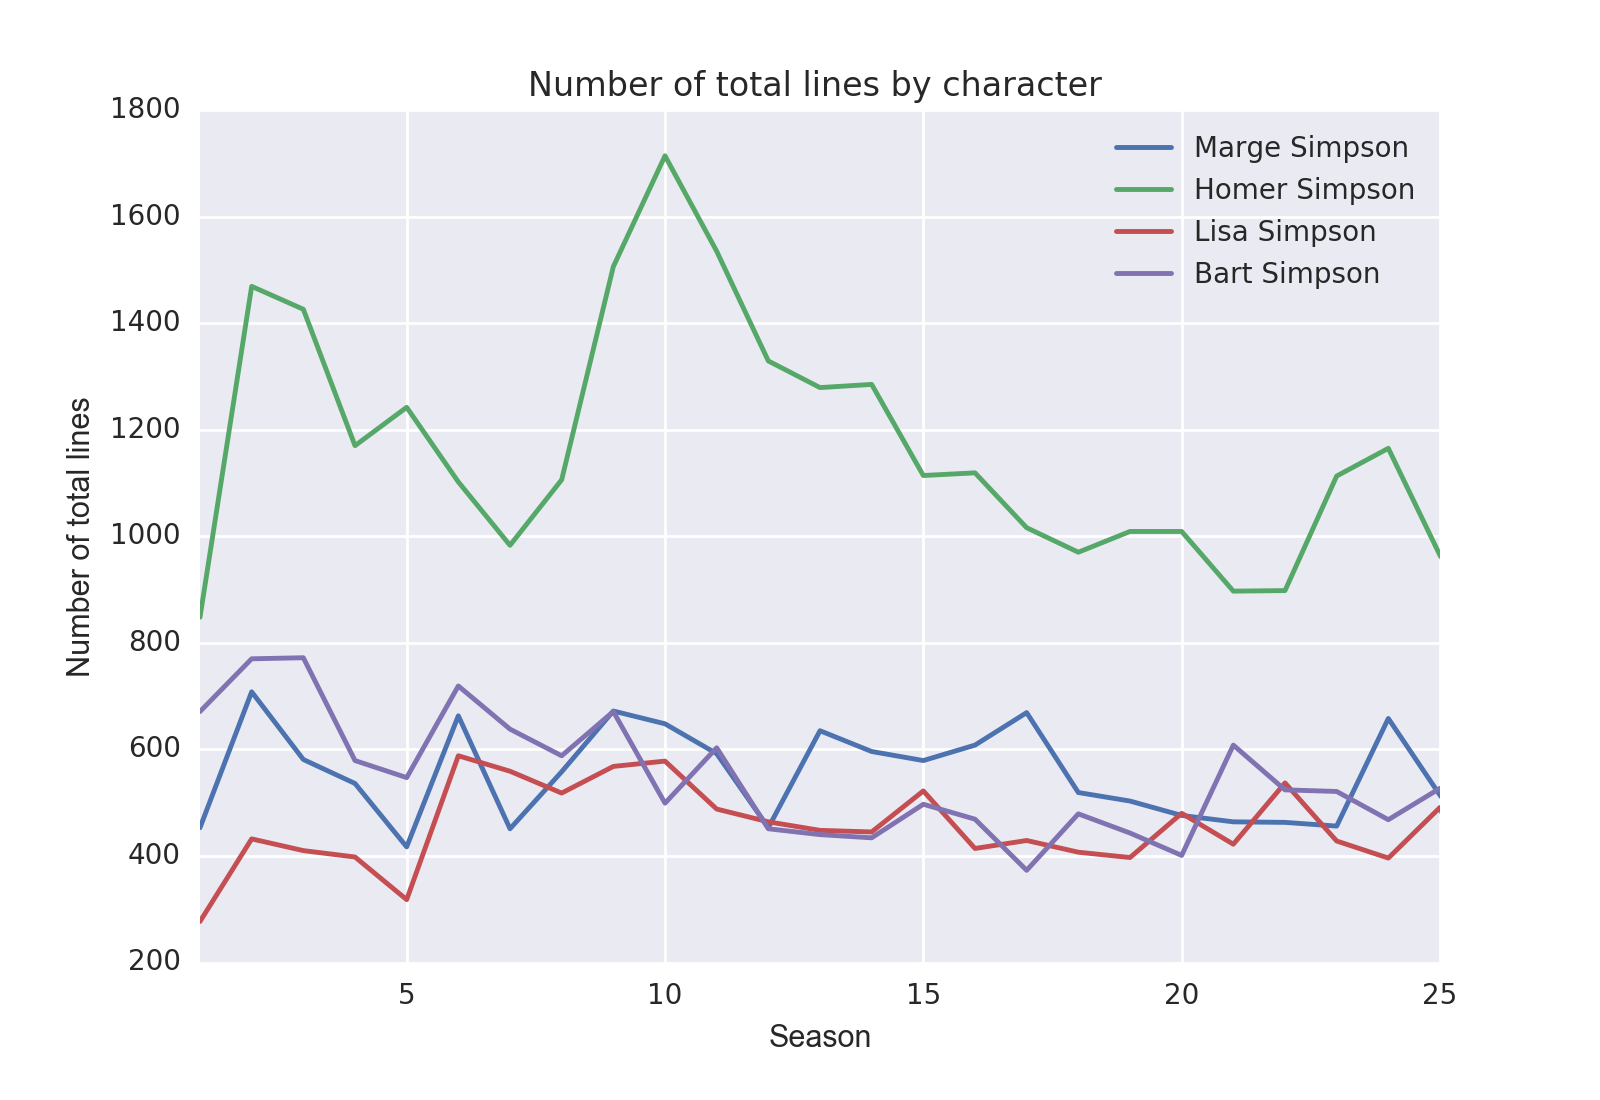 Number of total lines by character
1800
1600
1400
1200
1000
800
600
400
200
Number of total lines
Marge Simpson
Homer Simpson
Lisa Simpson
Bart Simpson
5 10 15 20 25
Season